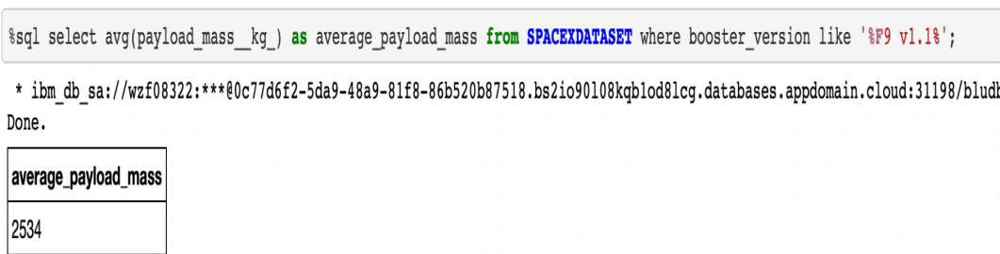 %sql select avg(payload_mass__kg_) as average_payload_mass from SPACEXDATASET where booster_version like '%F9 v1.1%';
* ibm_db_sa://wzf08322:***@0c77d6f2-5da9-48a9-81f8-86b520b87518.bs2io90l08kqb1od8lcg.databases.appdomain.cloud:31198/bludb
Done.
average_payload_mass
2534